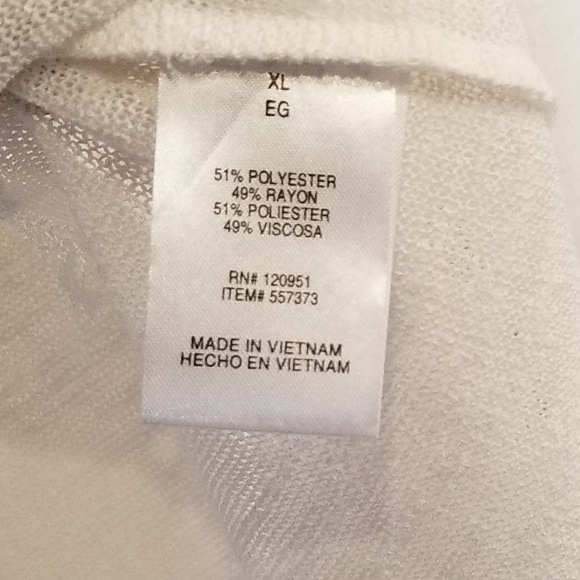 XL
EG
51% POLYESTER
49% RAYON
51% POLIESTER
49% VISCOSA
RN# 120951
ITEM# 557373
MADE IN VIETNAM
HECHO EN VIETNAM